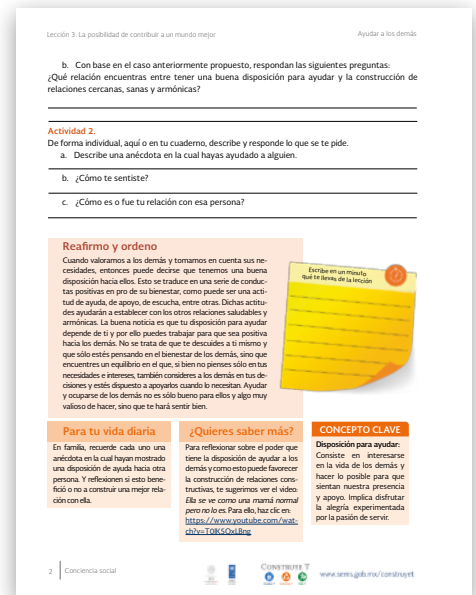 Lección 3. La posibilidad de contribuir a un mundo mejor
Ayudar a los demás
b. Con base en el caso anteriormente propuesto, respondan las siguientes preguntas:
¿Qué relación encuentras entre tener una buena disposición para ayudar y la construcción de
relaciones cercanas, sanas y armónicas?
Actividad 2.
De forma individual, aquí o en tu cuaderno, describe y responde lo que se te pide.
a. Describe una anécdota en la cual hayas ayudado a alguien.
b. ¿Cómo te sentiste?
c. ¿Cómo es o fue tu relación con esa persona?
Reafirmo y ordeno
Cuando valoramos a los demás y tomamos en cuenta sus ne-
cesidades, entonces puede decirse que tenemos una buena
disposición hacia ellos. Esto se traduce en una serie de conduc-
tas positivas en pro de su bienestar, como puede ser una acti-
tud de ayuda, de apoyo, de escucha, entre otras. Dichas actitu-
des ayudarán a establecer con los otros relaciones saludables y
armónicas. La buena noticia es que tu disposición para ayudar
depende de ti y por ello puedes trabajar para que sea positiva
hacia los demás. No se trata de que te descuides a ti mismo y
que sólo estés pensando en el bienestar de los demás, sino que
encuentres un equilibrio en el que, si bien no pienses sólo en tus
necesidades e intereses, también consideres a los demás en tus de-
cisiones y estés dispuesto a apoyarlos cuando lo necesitan. Ayudar
y ocuparse de los demás no es sólo bueno para ellos y algo muy
valioso de hacer, sino que te hará sentir bien.
Escribe en un minuto
qué te llevas de la lección
Para tu vida diaria
En familia, recuerde cada uno una
anécdota en la cual hayan mostrado
una disposición de ayuda hacia otra
persona. Y reflexionen si esto bene-
fició o no a construir una mejor rela-
ción con ella.
¿Quieres saber más?
Para reflexionar sobre el poder que
tiene la disposición de ayudar a los
demás y como esto puede favorecer
la construcción de relaciones cons-
tructivas, te sugerimos ver el video:
Ella se ve como una mamá normal
pero no lo es. Para ello, haz clic en:
https://www.youtube.com/wat-
ch?v=T0IKSQxLBng
CONCEPTO CLAVE
Disposición para ayudar:
Consiste en interesarse
en la vida de los demás y
hacer lo posible para que
sientan nuestra presencia
y apoyo. Implica disfrutar
la alegría experimentada
por la pasión de servir.
2
Conciencia social
CONSTRUYE T
www.sems.gob.mx/construyet